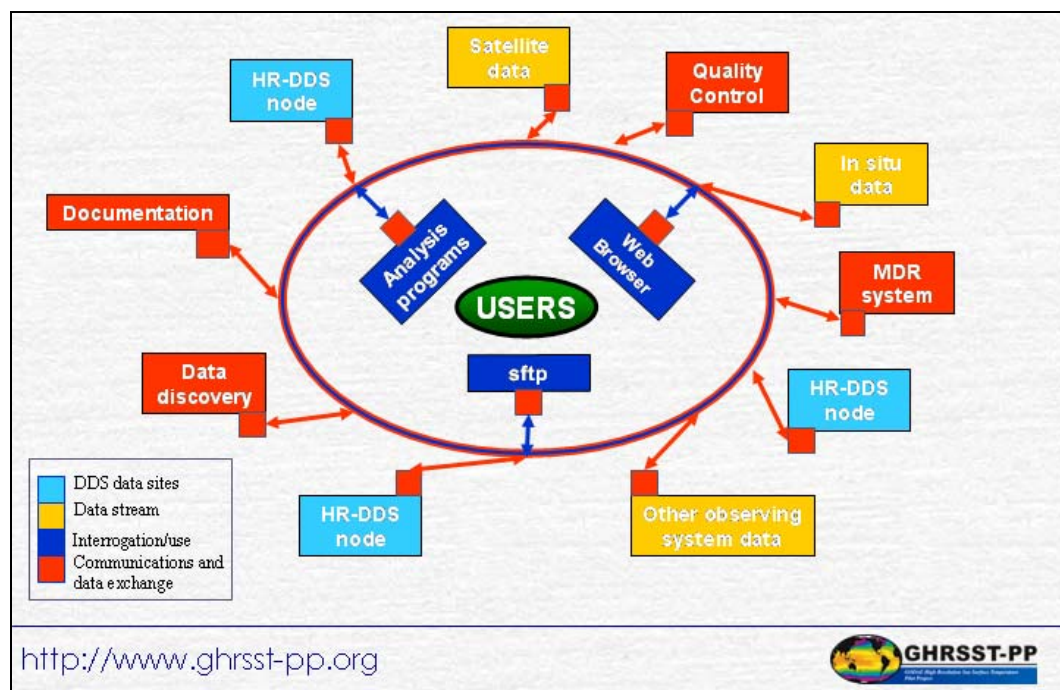 Satellite
data
HR-DDS
node
Quality
Control
In situ
data
Documentation
Analysis
programs
Web
Browser
MDR
system
USERS
sftp
Data
discovery
HR-DDS
node
HR-DDS
node
Other observing
system data
DDS data sites
Data stream
Interrogation/use
Communications and
data exchange
http://www.ghrsst-pp.org
GHRSST-PP